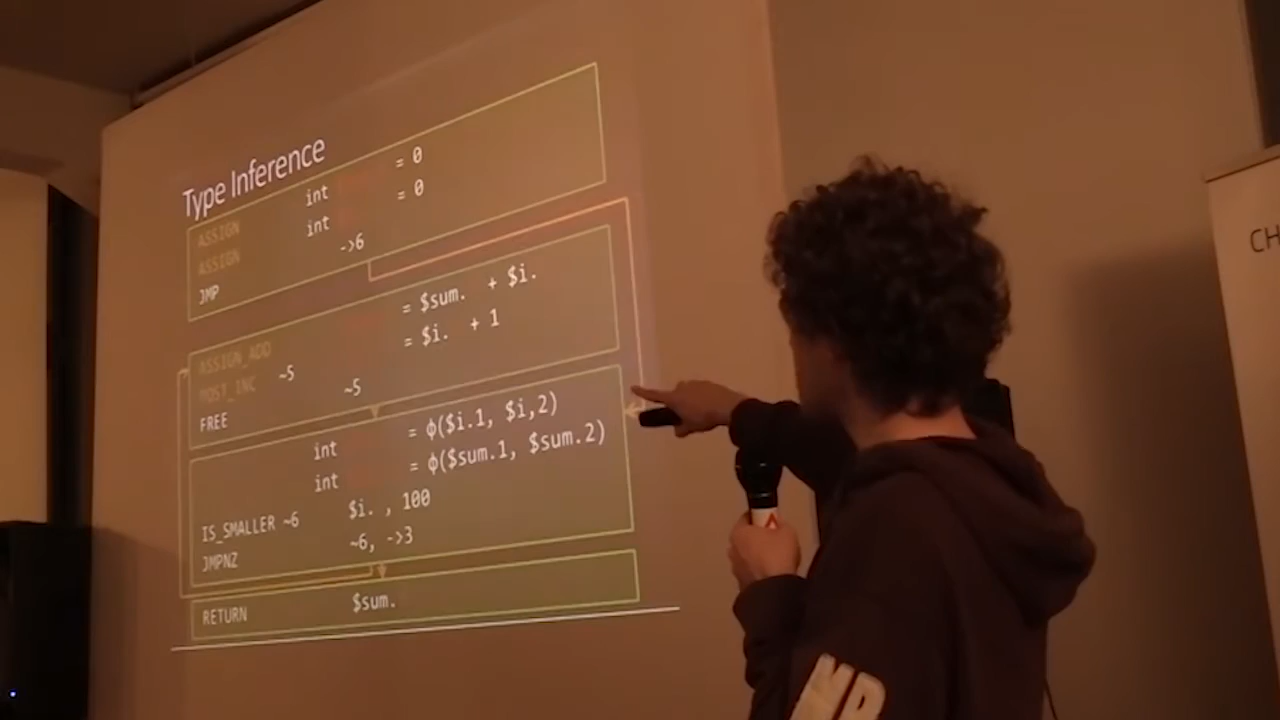 Type Inference
ASSIGN int = 0
ASSIGN int = 0
JMP ->6
ASSIGN_ADD = $sum. + $i.
POST_INC ~5 = $i. + 1
FREE ~5
int = ϕ($i.1, $i,2)
int = ϕ($sum.1, $sum.2)
IS_SMALLER ~6 $i. , 100
JMPNZ ~6, ->3
RETURN $sum.
CH